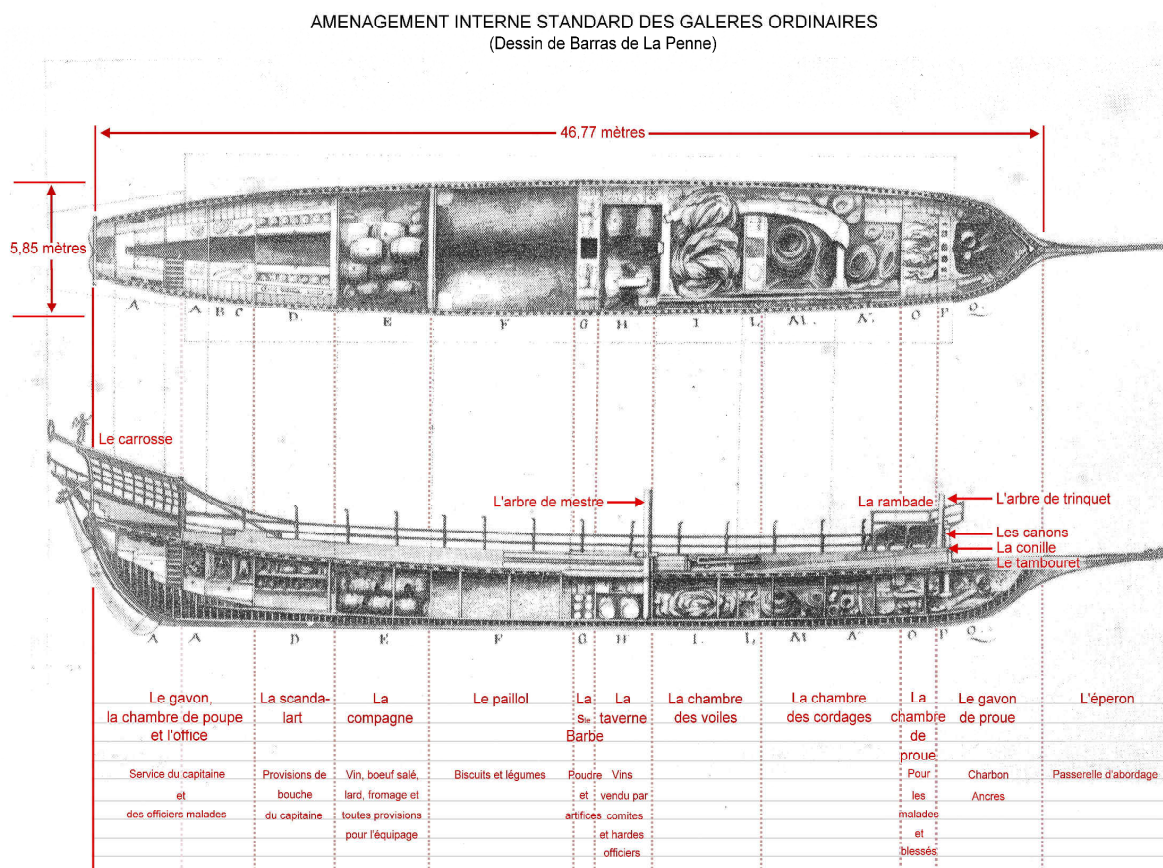 AMENAGEMENT INTERNE STANDARD DES GALERES ORDINAIRES
(Dessin de Barras de La Penne)
46,77 mètres
5,85 mètres
A A B C D. E F G H I L M. N. O P Q.
Le carrosse
L'arbre de mestre
La rambade
L'arbre de trinquet
Les canons
La conille
Le tambouret
A A D E F G H I. L, M N O P Q.
Le gavon,
la chambre de poupe
et l'office
Service du capitaine
et
des officiers malades
La scanda-
lart
Provisions de
bouche
du capitaine
La
compagne
Vin, boeuf salé,
lard, fromage et
toutes provisions
pour l'équipage
Le paillol
Biscuits et légumes
La
Ste
Barbe
Poudre
et
artifices
La
taverne
Vins
vendu par
comites
et hardes
officiers
La chambre
des voiles
La chambre
des cordages
La
chambre
de
proue
Pour
les
malades
et
blessés
Le gavon
de proue
Charbon
Ancres
L'éperon
Passerelle d'abordage